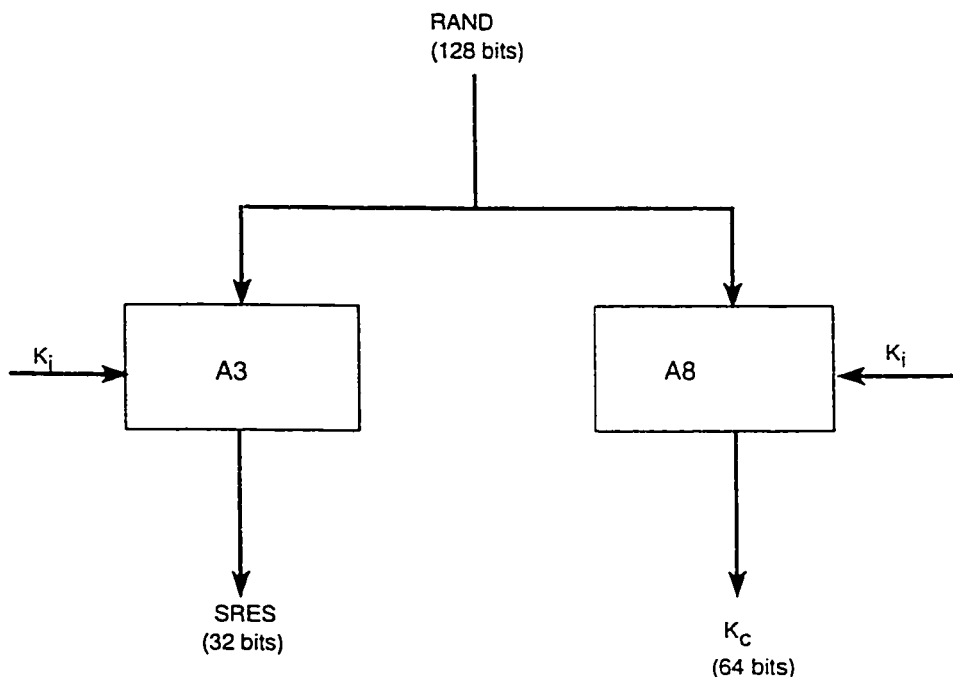 RAND
(128 bits)
Ki
A3
A8
Ki
SRES
(32 bits)
Kc
(64 bits)